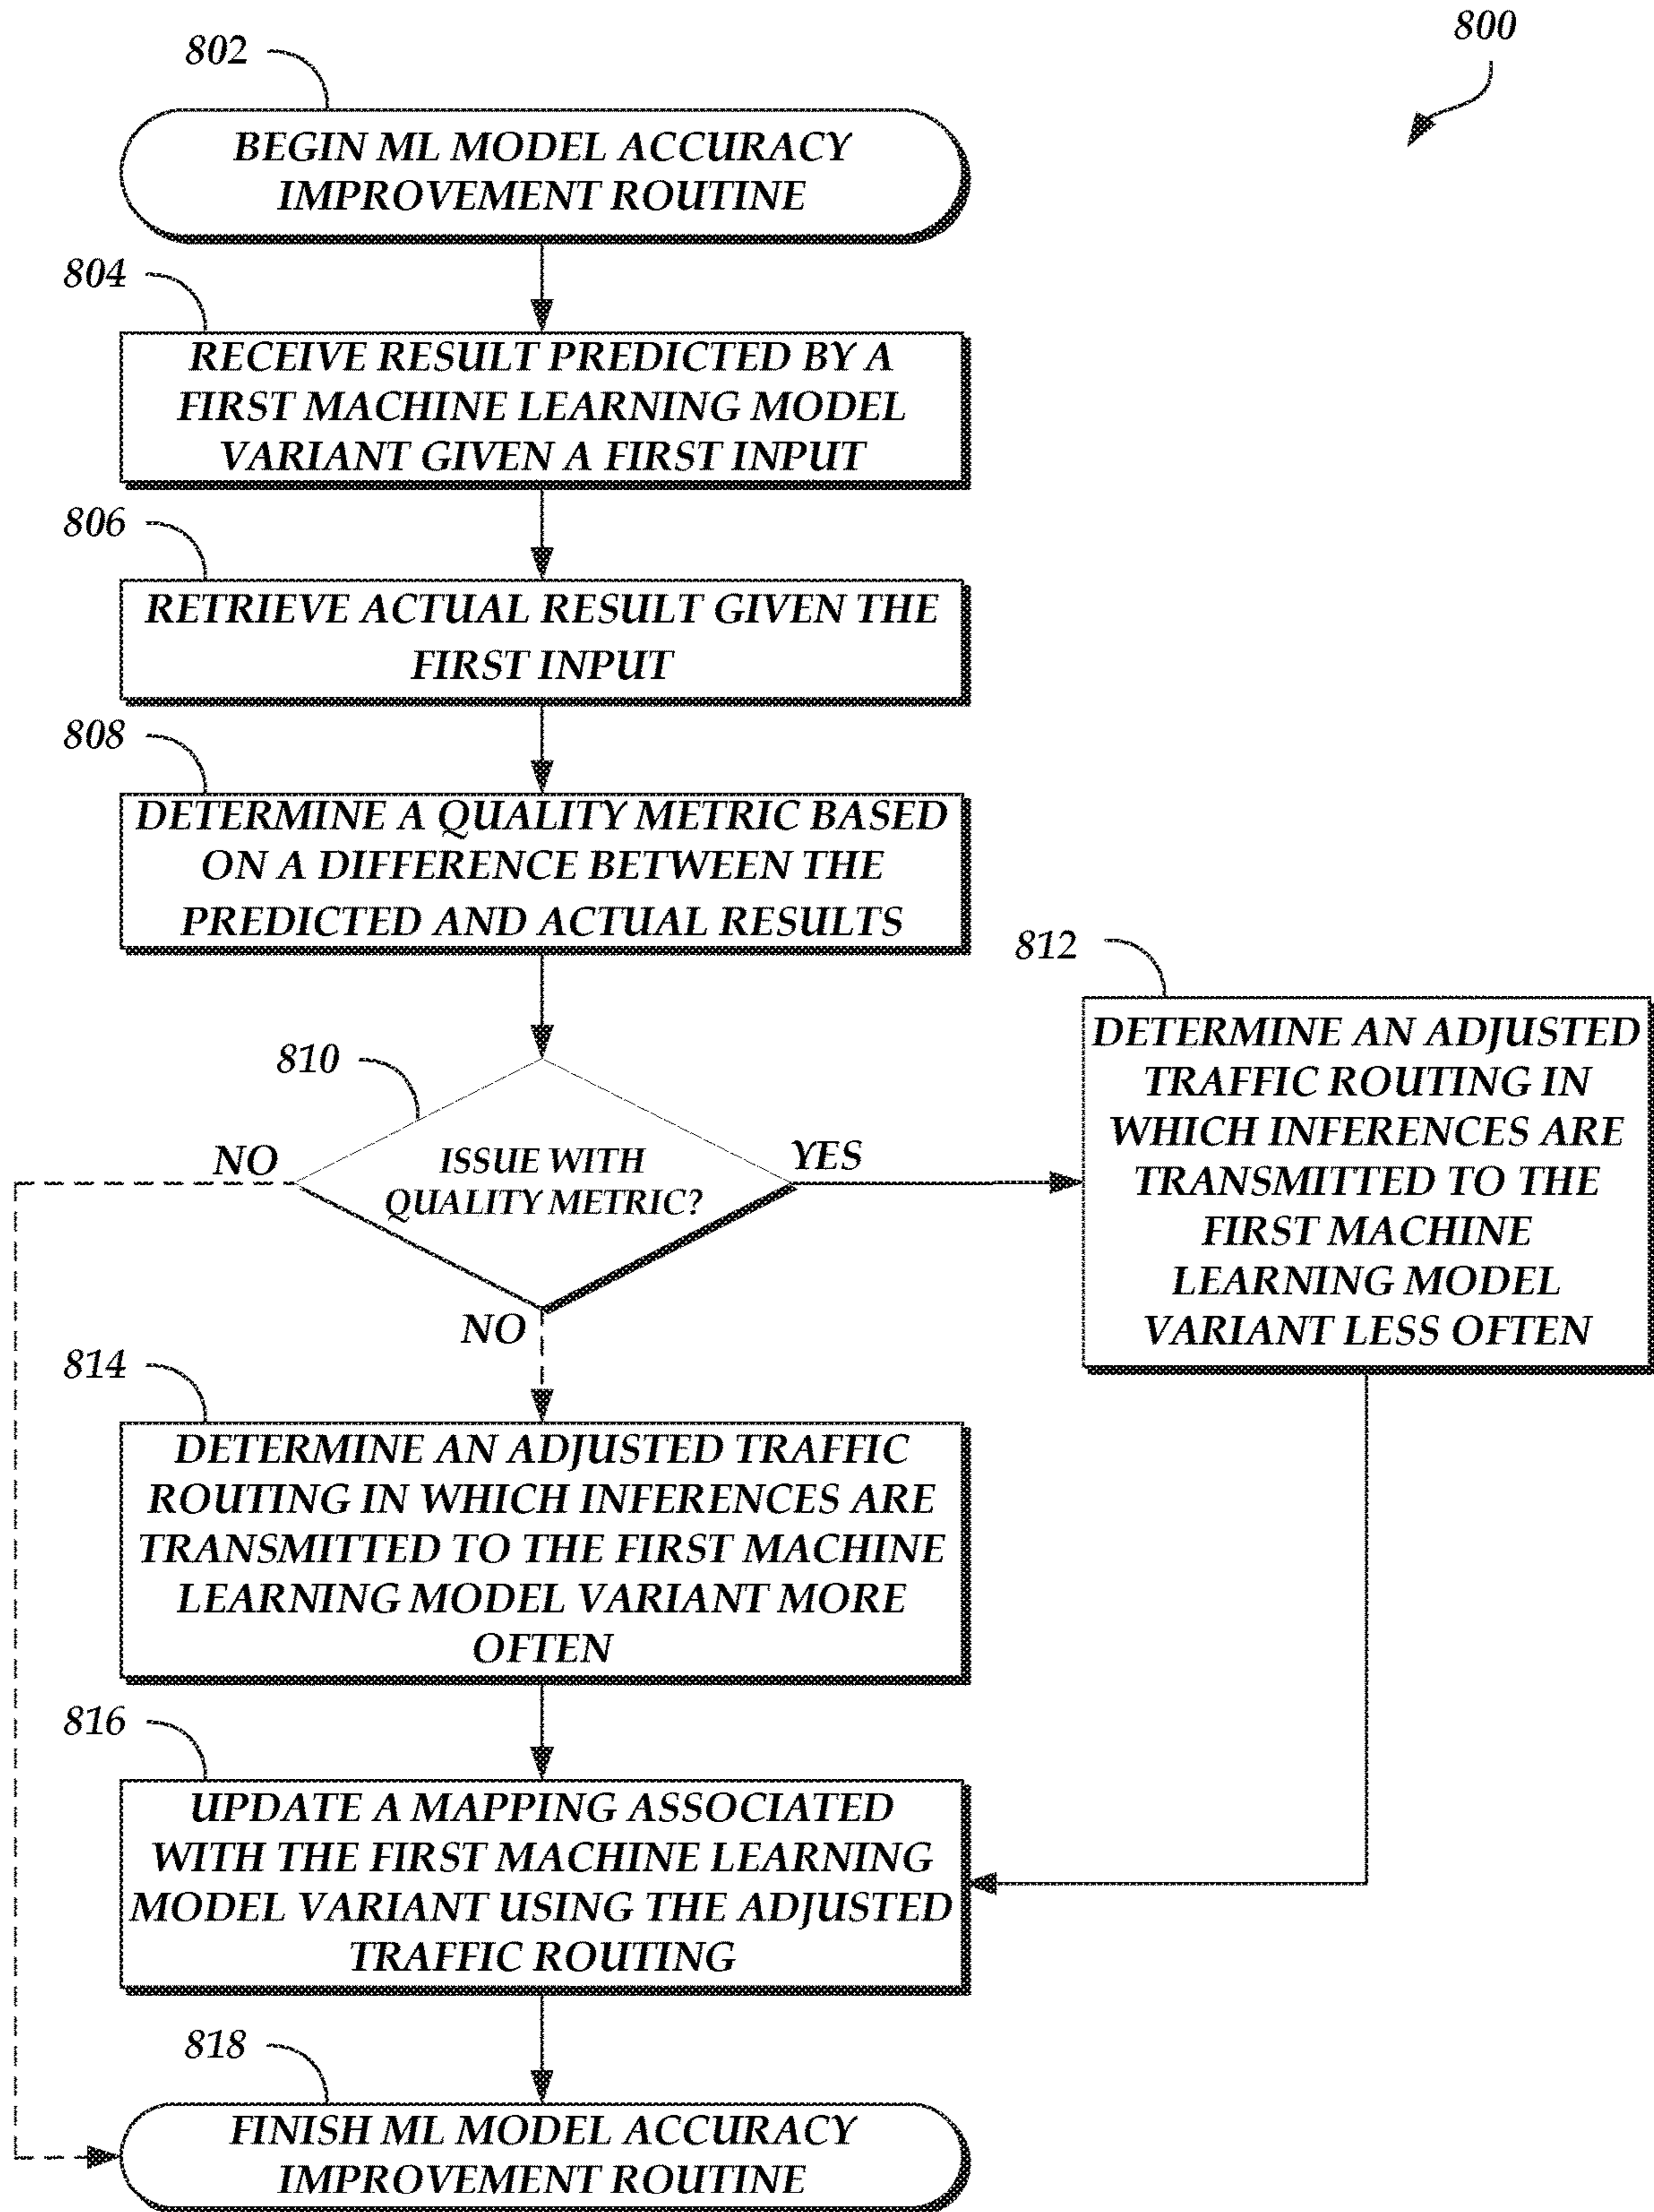 800
802
BEGIN ML MODEL ACCURACY
IMPROVEMENT ROUTINE
804
RECEIVE RESULT PREDICTED BY A
FIRST MACHINE LEARNING MODEL
VARIANT GIVEN A FIRST INPUT
806
RETRIEVE ACTUAL RESULT GIVEN THE
FIRST INPUT
808
DETERMINE A QUALITY METRIC BASED
ON A DIFFERENCE BETWEEN THE
PREDICTED AND ACTUAL RESULTS
810
NO
ISSUE WITH
QUALITY METRIC?
YES
NO
812
DETERMINE AN ADJUSTED
TRAFFIC ROUTING IN
WHICH INFERENCES ARE
TRANSMITTED TO THE
FIRST MACHINE
LEARNING MODEL
VARIANT LESS OFTEN
814
DETERMINE AN ADJUSTED TRAFFIC
ROUTING IN WHICH INFERENCES ARE
TRANSMITTED TO THE FIRST MACHINE
LEARNING MODEL VARIANT MORE
OFTEN
816
UPDATE A MAPPING ASSOCIATED
WITH THE FIRST MACHINE LEARNING
MODEL VARIANT USING THE ADJUSTED
TRAFFIC ROUTING
818
FINISH ML MODEL ACCURACY
IMPROVEMENT ROUTINE